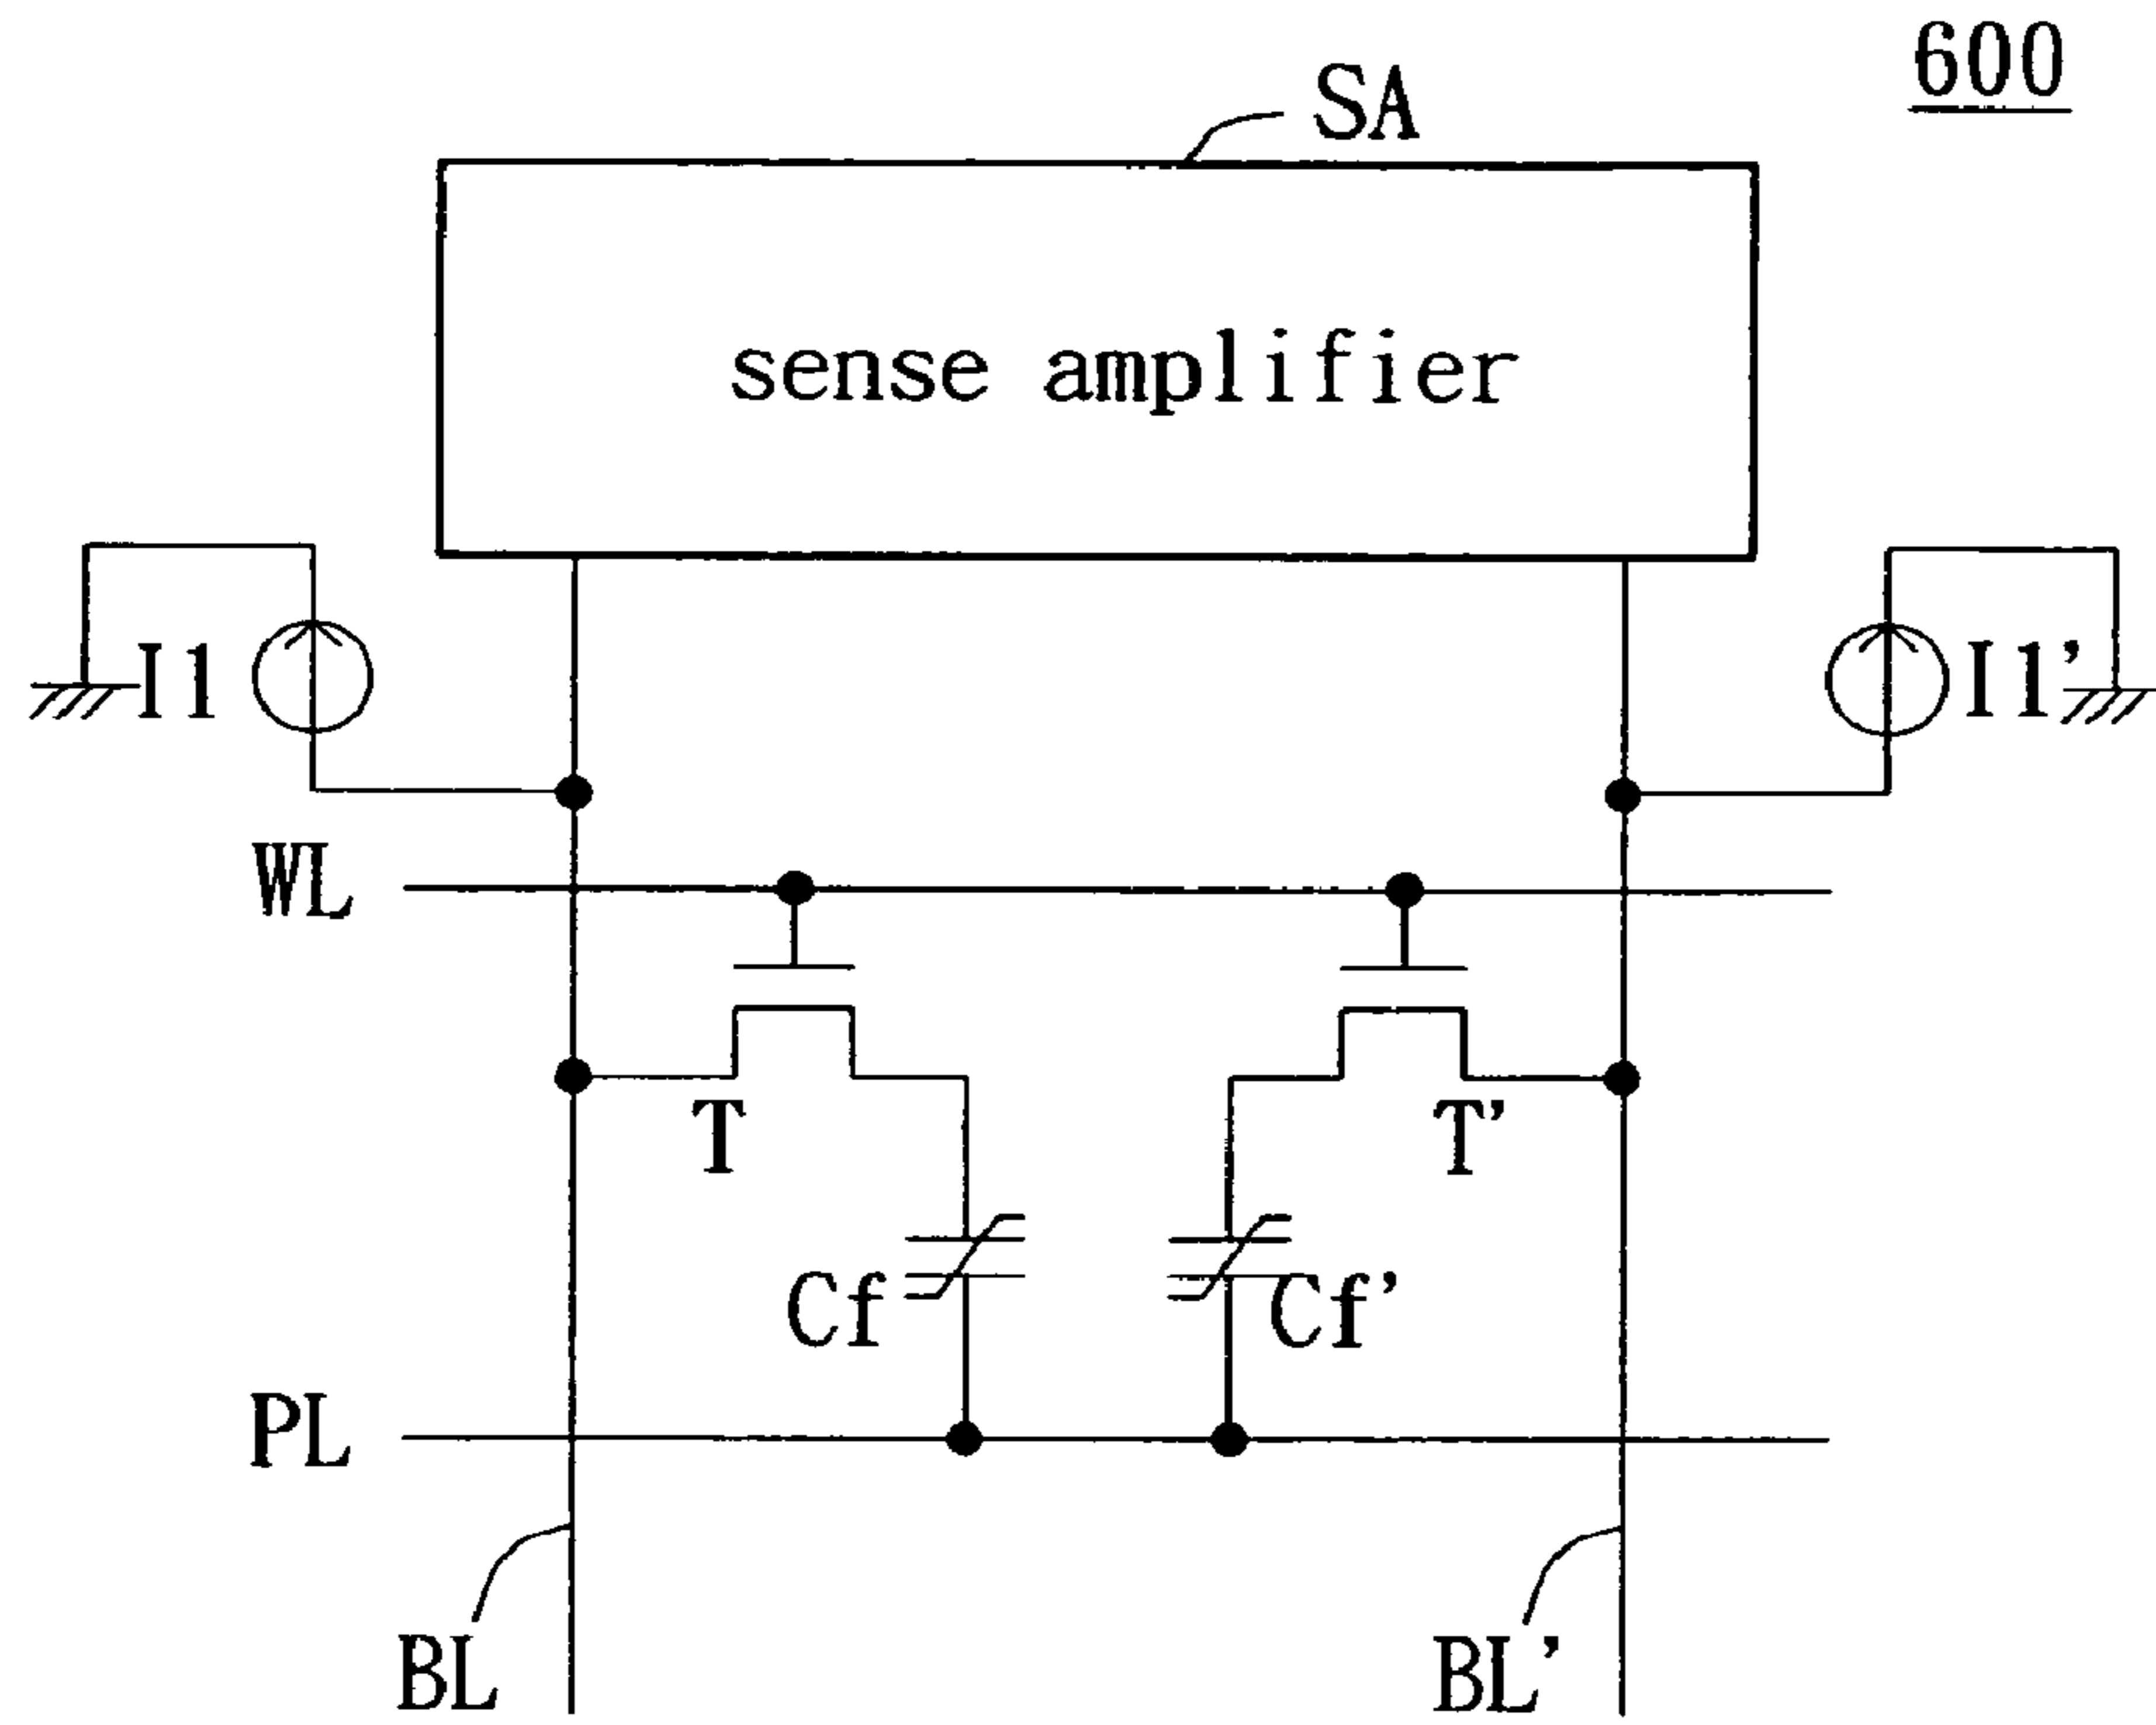 600
SA
sense amplifier
I1
I1'
WL
T
T'
Cf
Cf'
PL
BL
BL'